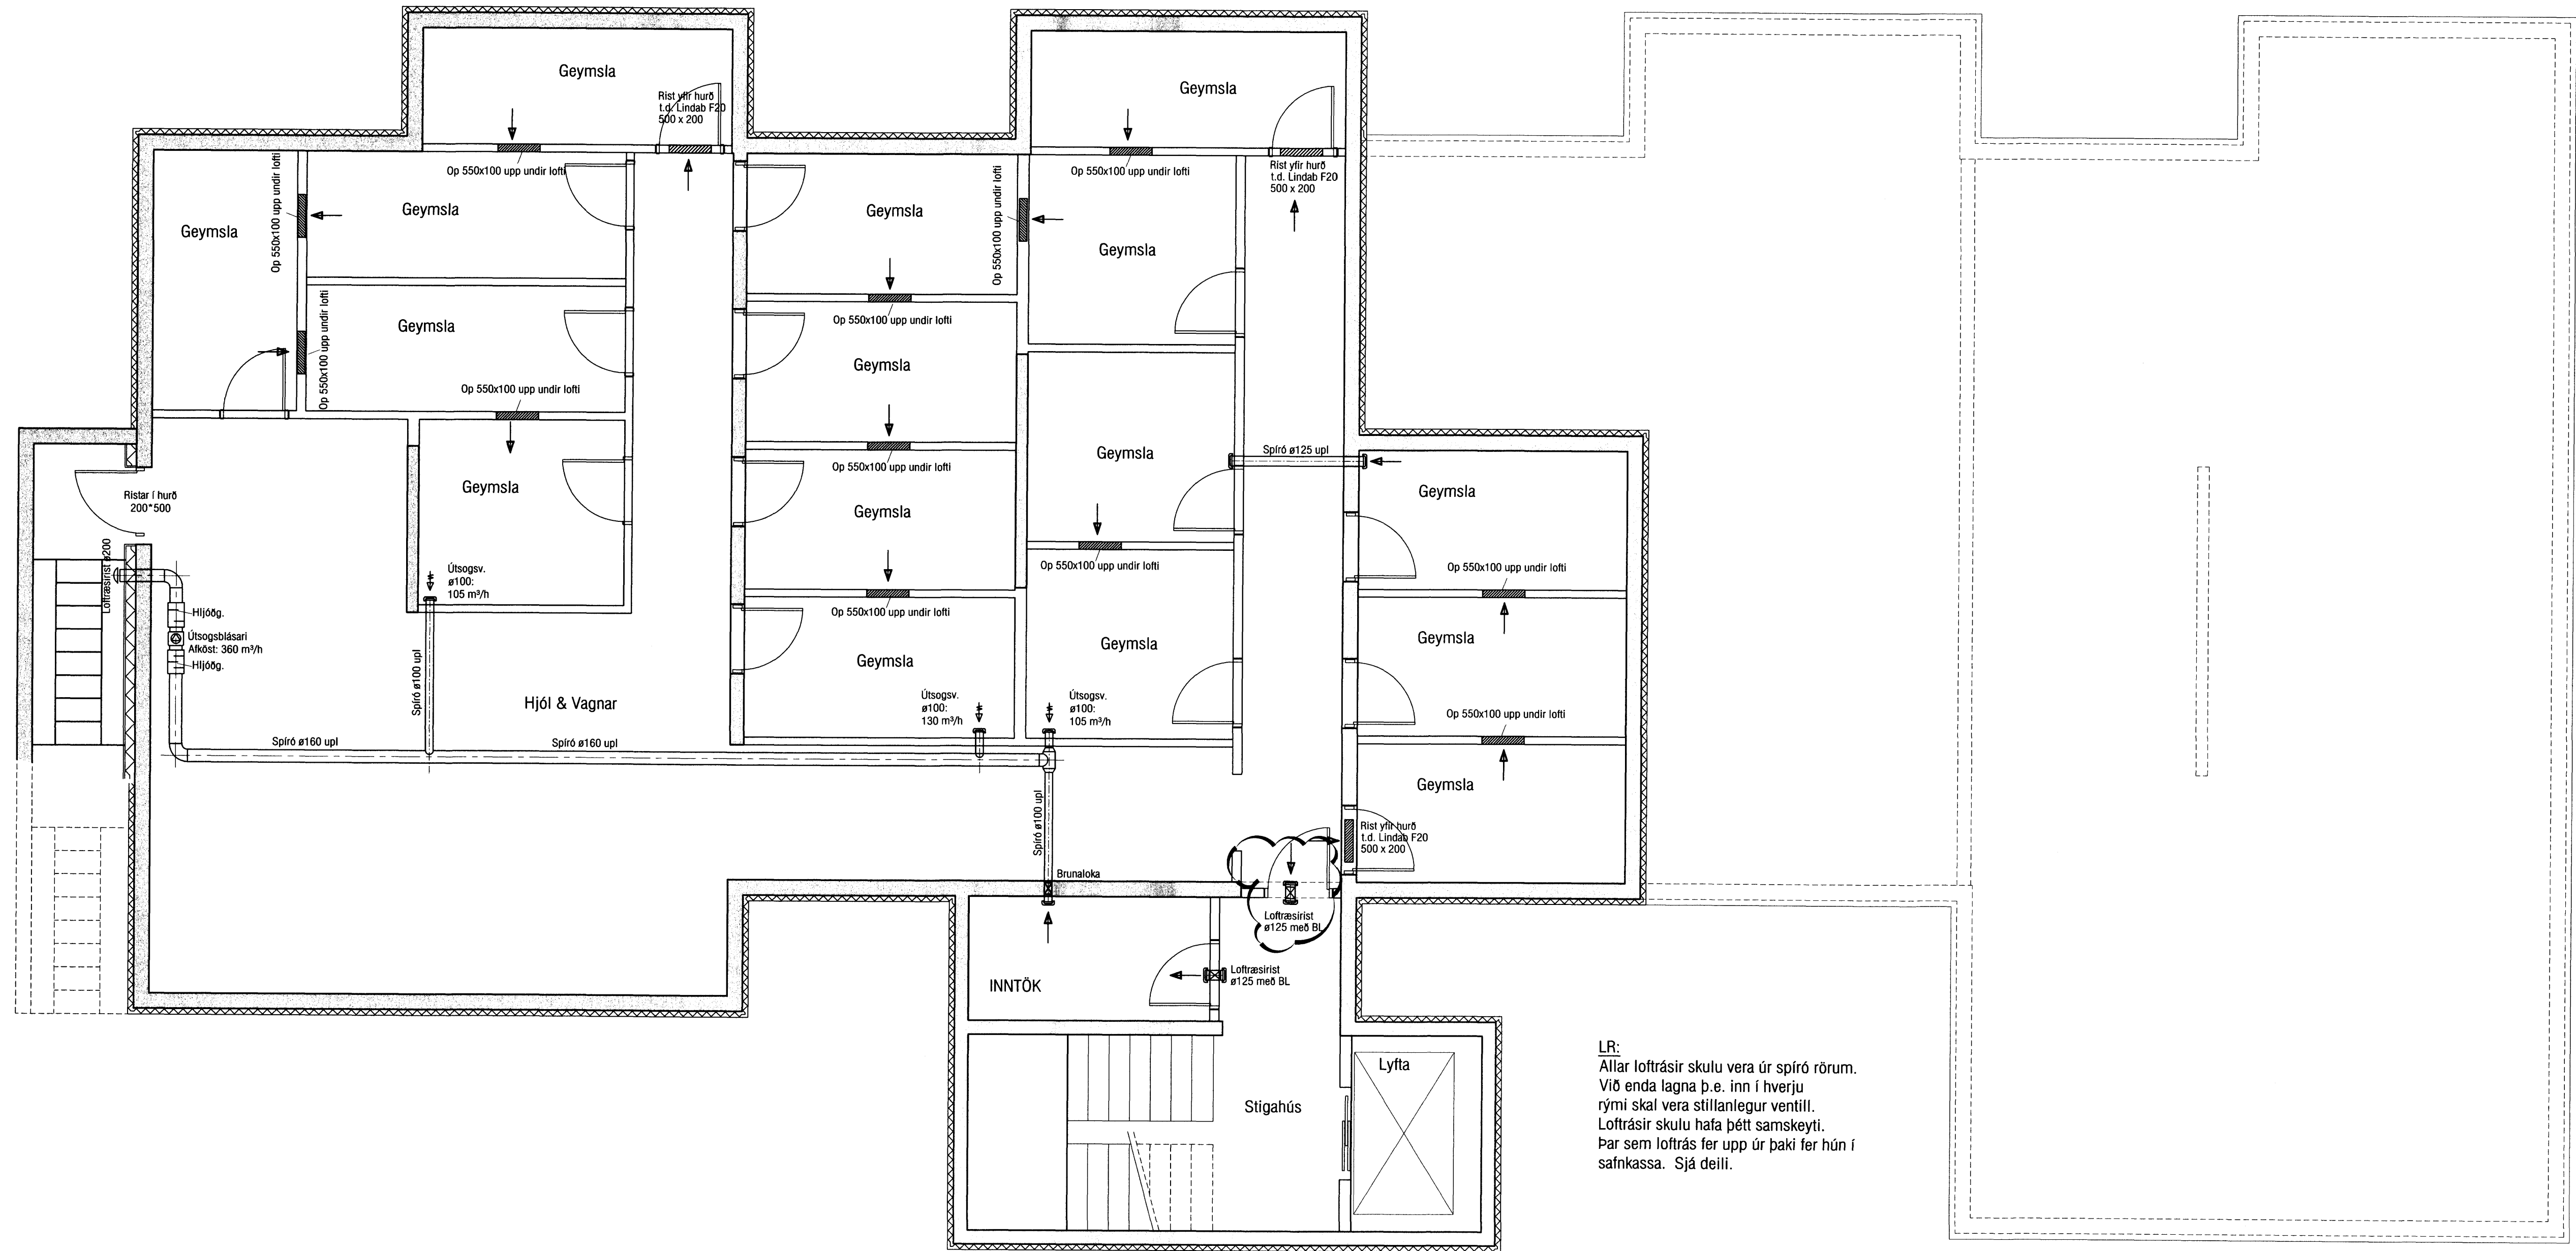 Geymsla
Rist yfir hurð
t.d. Lindab F20
500 x 200
Op 550x100 upp undir lofti
Geymsla
Op 550x100 upp undir lofti
Geymsla
Geymsla
Op 550x100 upp undir lofti
Geymsla
Op 550x100 upp undir lofti
Geymsla
Geymsla
Rist yfir hurð
t.d. Lindab F20
500 x 200
Op 550x100 upp undir lofti
Geymsla
Op 550x100 upp undir lofti
Geymsla
Op 550x100 upp undir lofti
Geymsla
Op 550x100 upp undir lofti
Geymsla
Op 550x100 upp undir lofti
Geymsla
Geymsla
Op 550x100 upp undir lofti
Geymsla
Spíró ø125 upl
Geymsla
Op 550x100 upp undir lofti
Geymsla
Op 550x100 upp undir lofti
Geymsla
Rist yfir hurð
t.d. Lindab F20
500 x 200
Ristar í hurð
200*500
Loftræsirist ø200
Hljóðg.
Útsogsblásari
Afköst: 360 m³/h
Hljóðg.
Útsogsv.
ø100:
105 m³/h
Spíró ø100 upl
Hjól & Vagnar
Spíró ø160 upl
Spíró ø160 upl
Útsogsv.
ø100:
130 m³/h
Útsogsv.
ø100:
105 m³/h
Spíró ø100 upl
Brunaloka
Loftræsirist
ø125 með BL
Loftræsirist
ø125 með BL
INNTÖK
Stigahús
Lyfta
LR:
Allar loftrásir skulu vera úr spíró rörum.
Við enda lagna þ.e. inn í hverju
rými skal vera stillanlegur ventill.
Loftrásir skulu hafa þétt samskeyti.
Þar sem loftrás fer upp úr þaki fer hún í
safnkassa. Sjá deili.